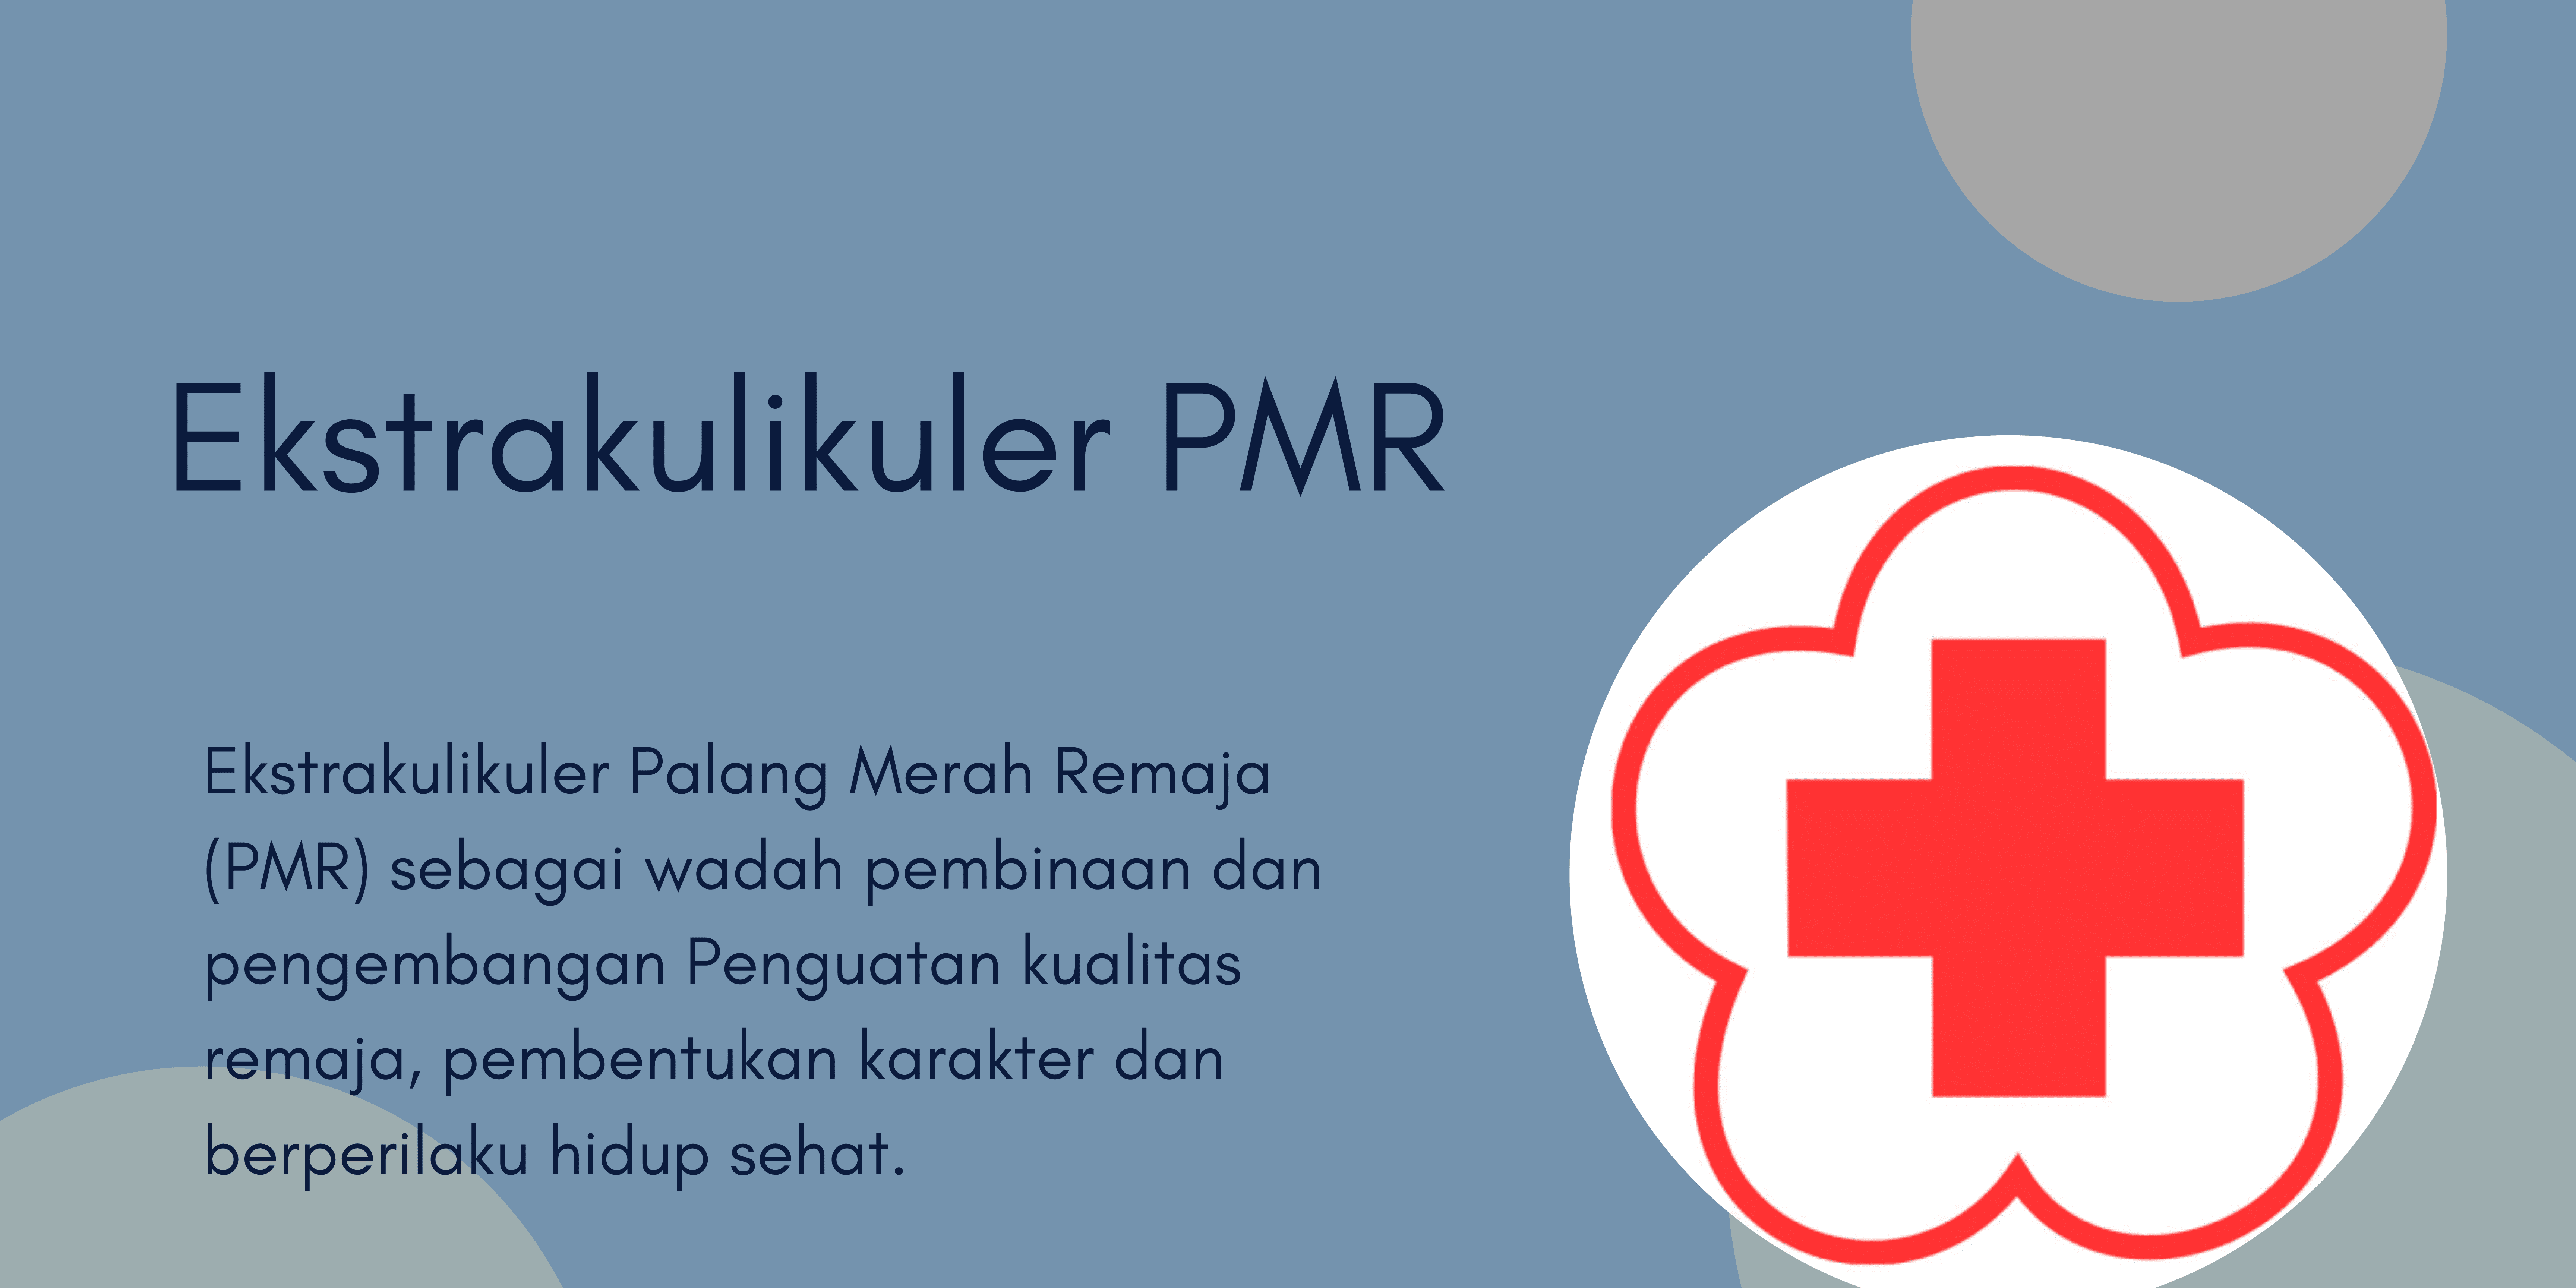 Ekstrakulikuler PMR
Ekstrakulikuler Palang Merah Remaja
(PMR) sebagai wadah pembinaan dan
pengembangan Penguatan kualitas
remaja, pembentukan karakter dan
berperilaku hidup sehat.